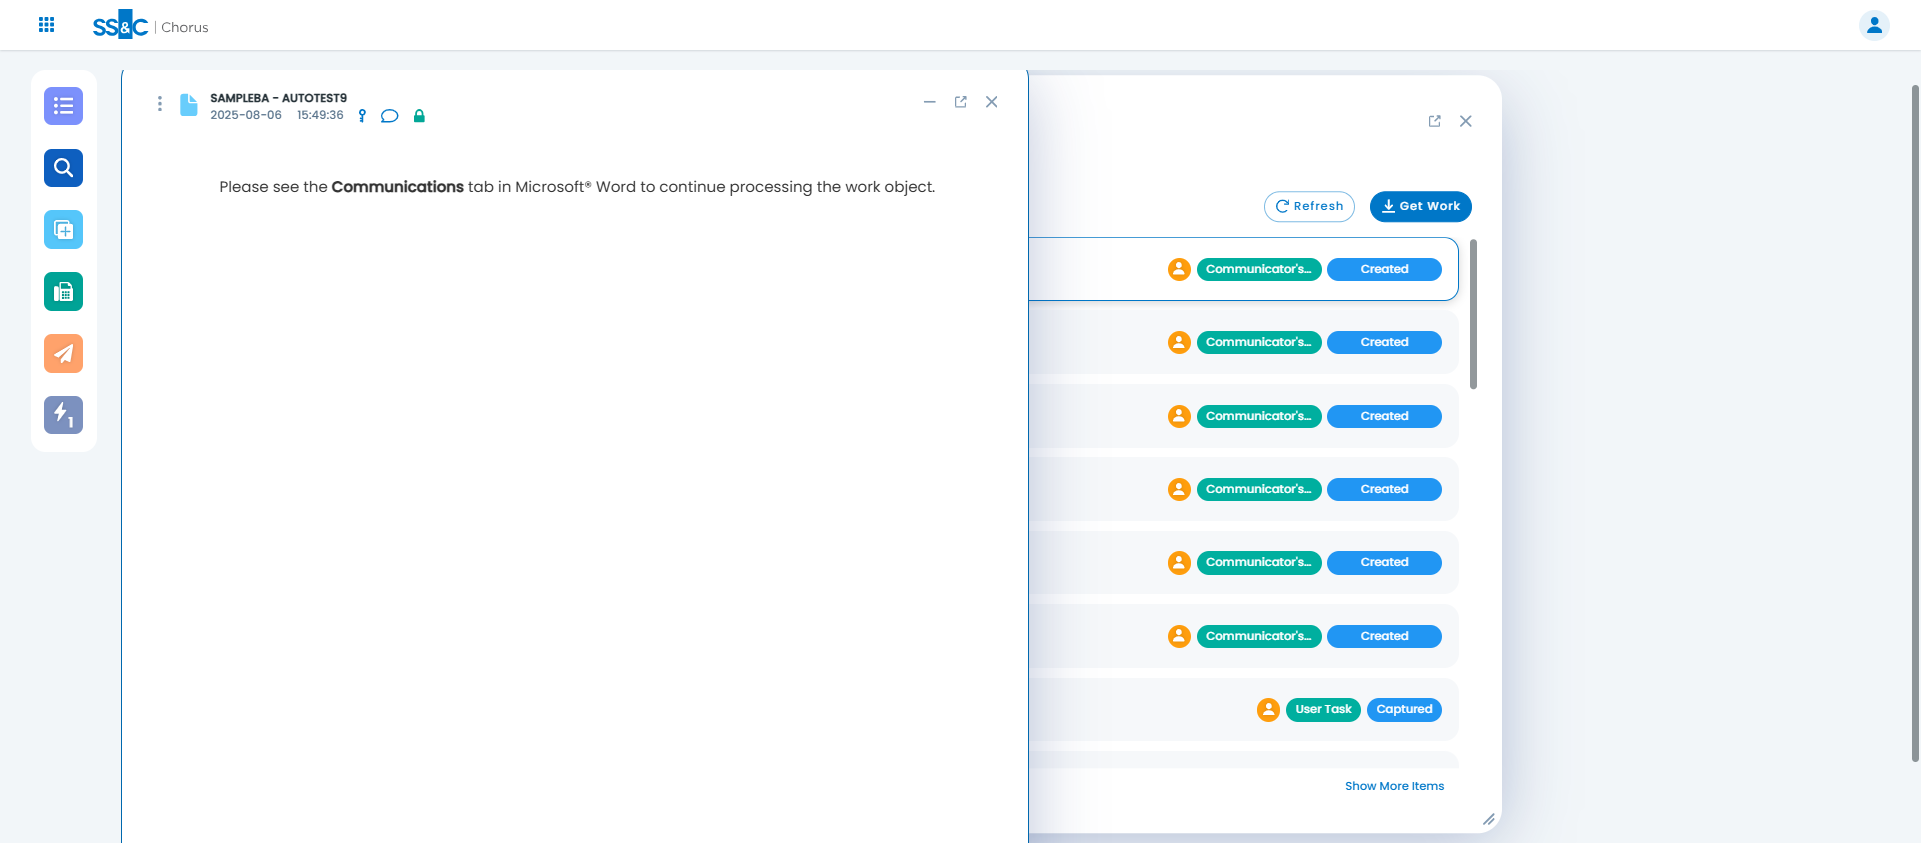 SS&C | Chorus
SAMPLEBA - AUTOTEST9
2025-08-06 15:49:36
Please see the Communications tab in Microsoft® Word to continue processing the work object.
Refresh
Get Work
Communicator's... Created
Communicator's... Created
Communicator's... Created
Communicator's... Created
Communicator's... Created
Communicator's... Created
User Task Captured
Show More Items
1